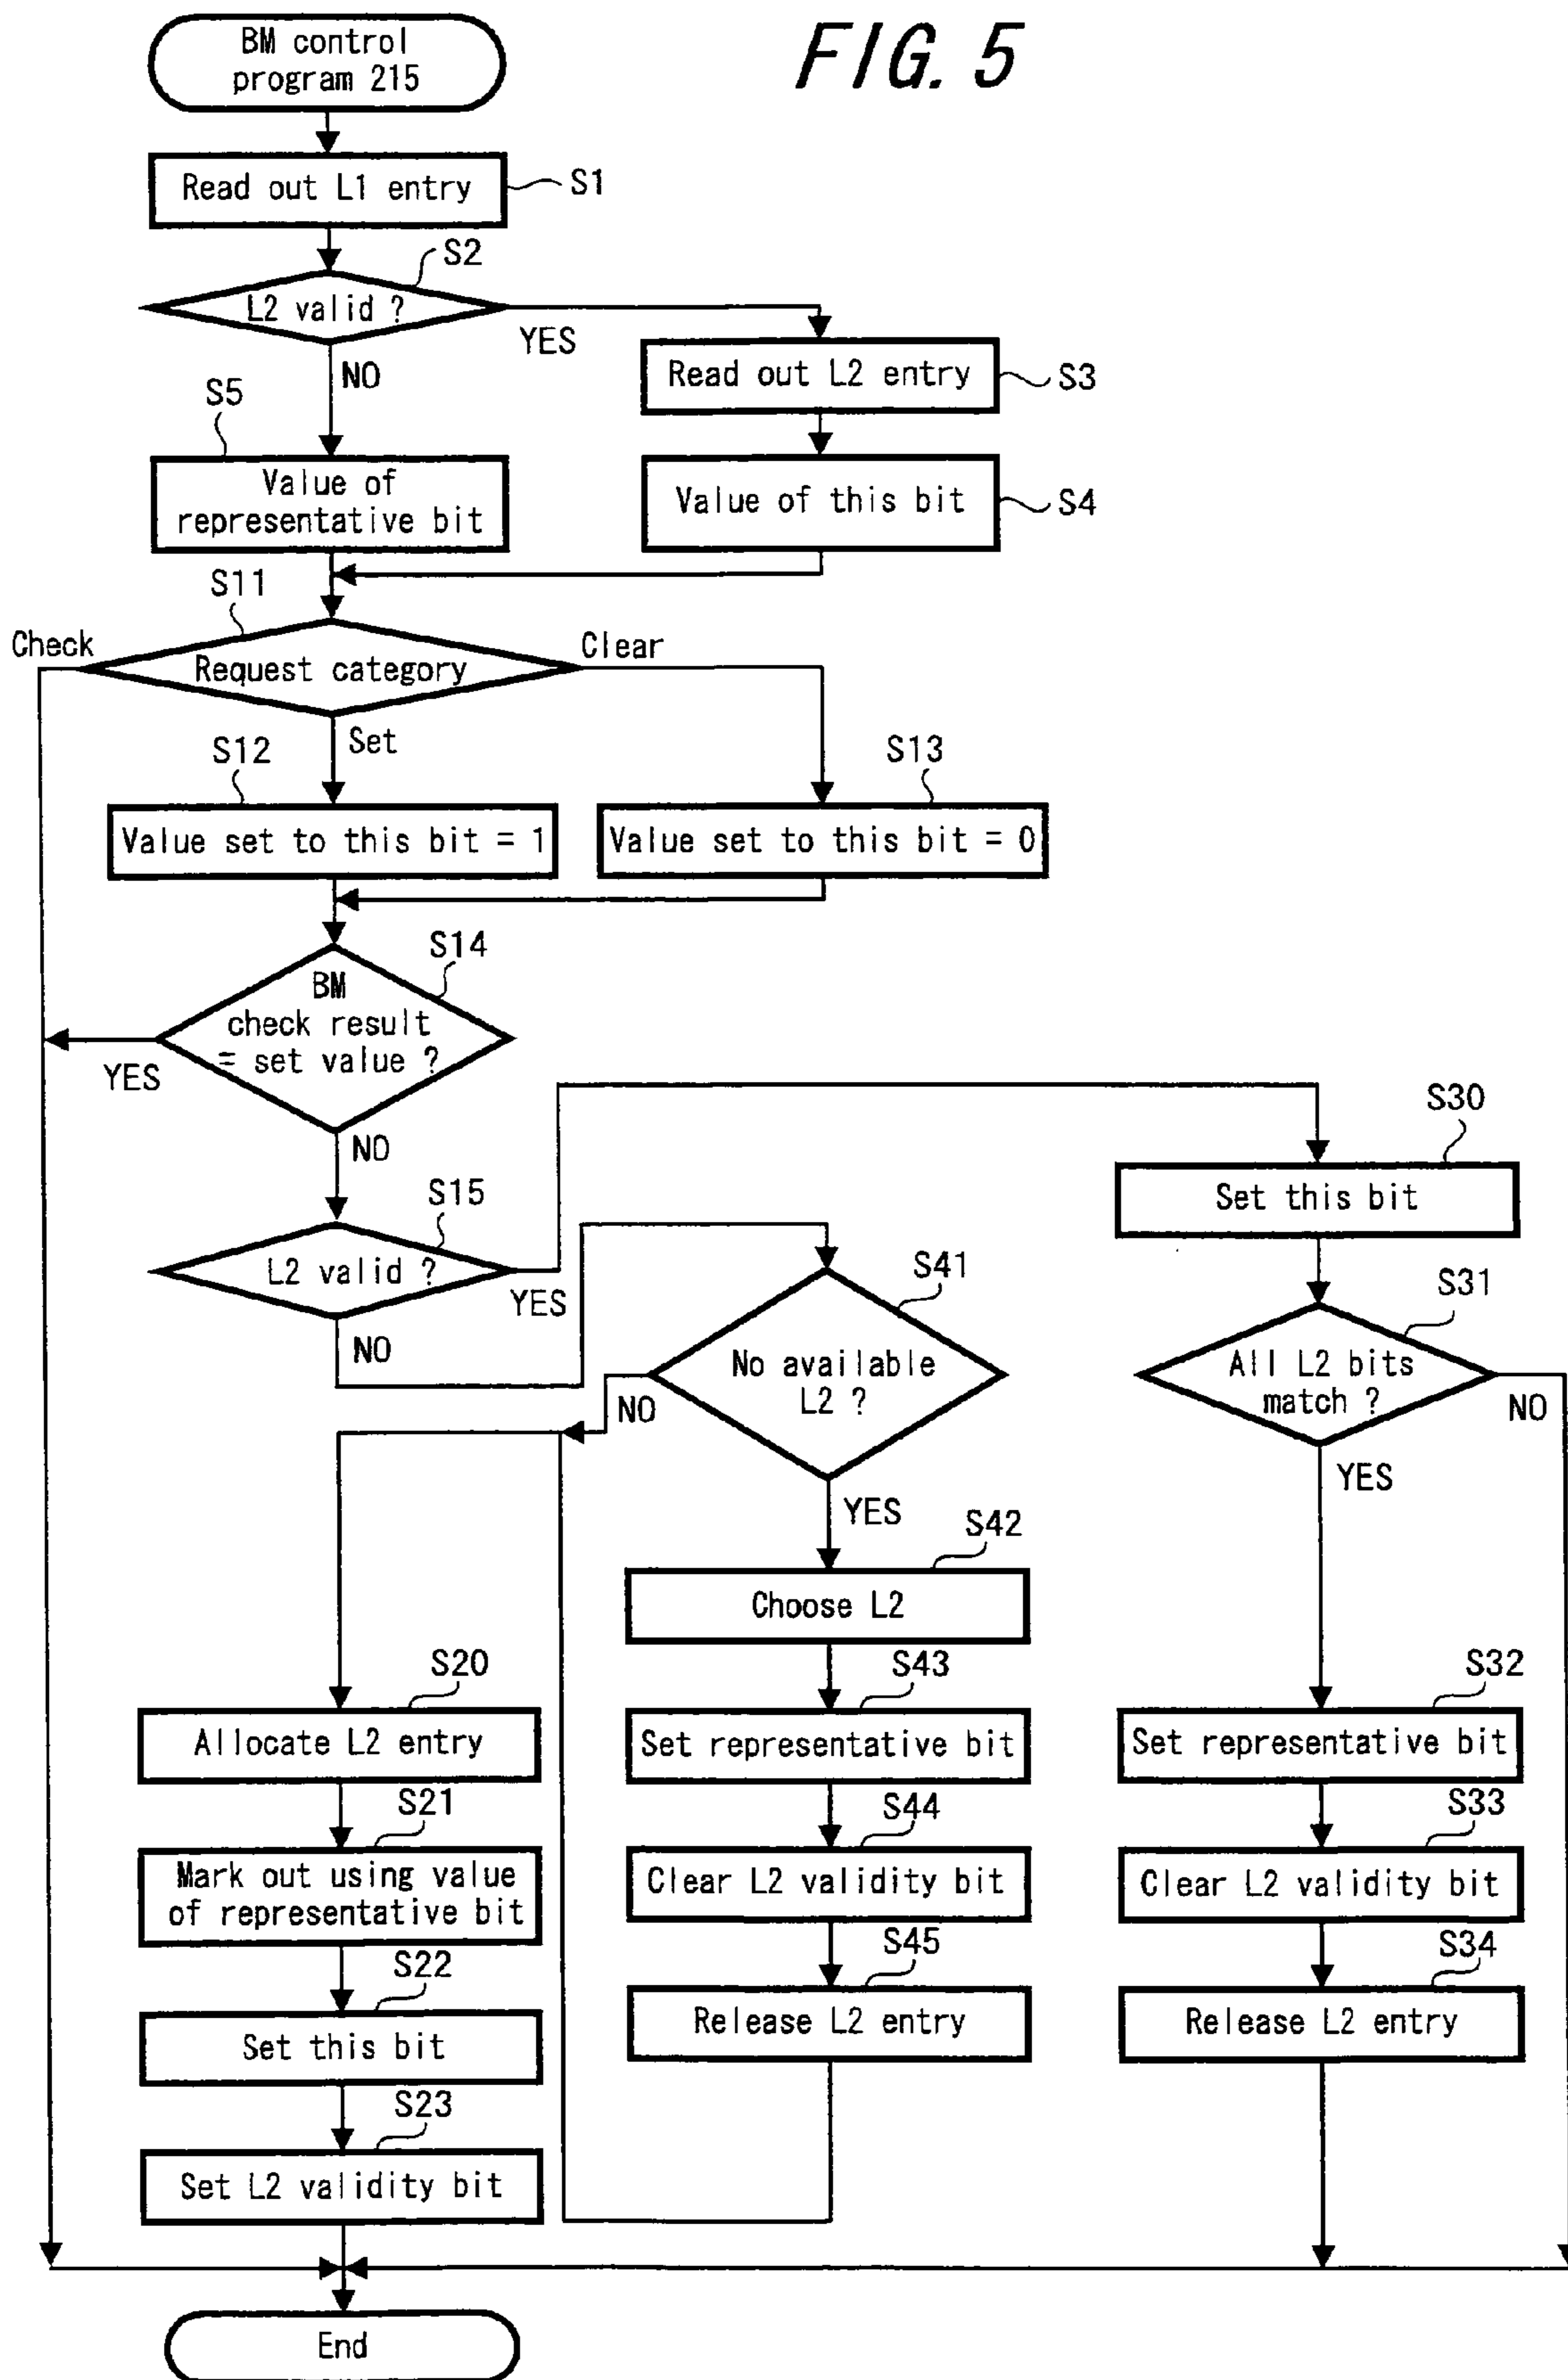 FIG. 5
BM control
program 215
Read out L1 entry
S1
S2
L2 valid ?
YES
NO
Read out L2 entry
S3
S5
Value of
representative bit
Value of this bit
S4
S11
Check
Request category
Clear
Set
S12
S13
Value set to this bit = 1
Value set to this bit = 0
S14
BM
check result
= set value ?
YES
NO
S30
Set this bit
S15
L2 valid ?
YES
NO
S41
No available
L2 ?
NO
YES
S31
All L2 bits
match ?
NO
YES
S42
Choose L2
S20
Allocate L2 entry
S43
Set representative bit
S32
Set representative bit
S21
Mark out using value
of representative bit
S44
Clear L2 validity bit
S33
Clear L2 validity bit
S22
Set this bit
S45
Release L2 entry
S34
Release L2 entry
S23
Set L2 validity bit
End